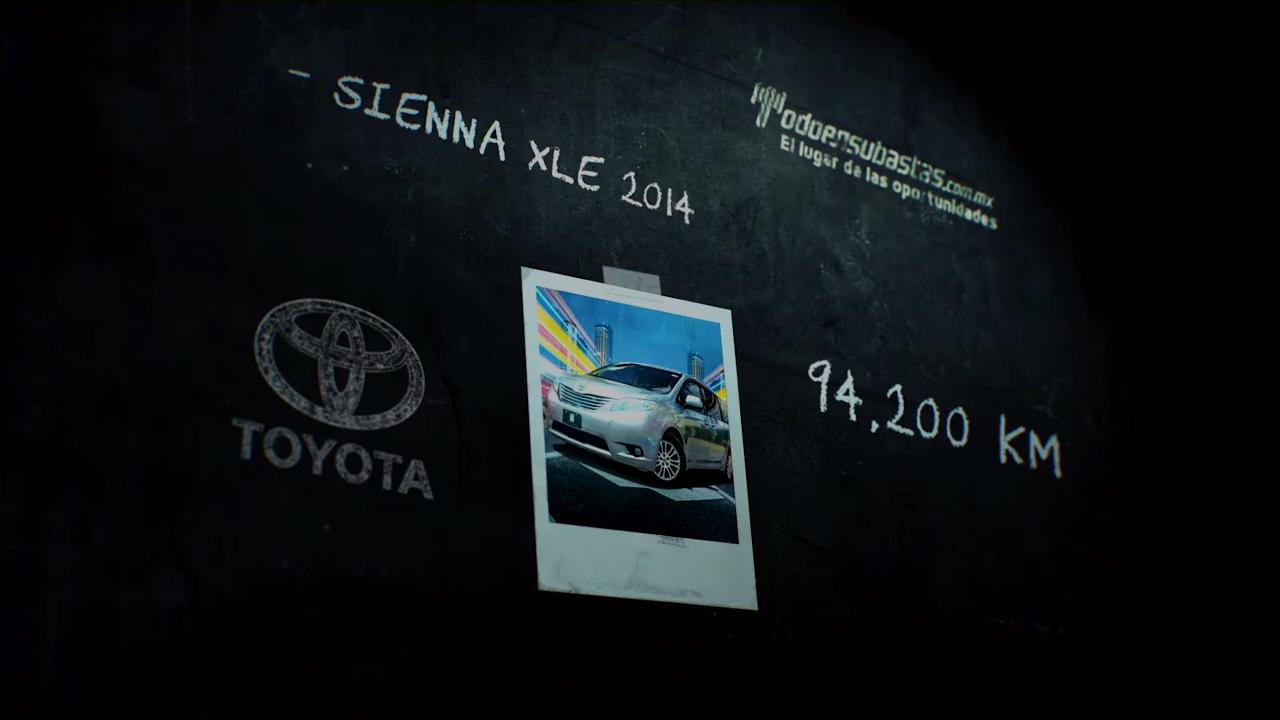 - SIENNA XLE 2014
Todoensubastas.com.mx
El lugar de las oportunidades
TOYOTA
94,200 KM